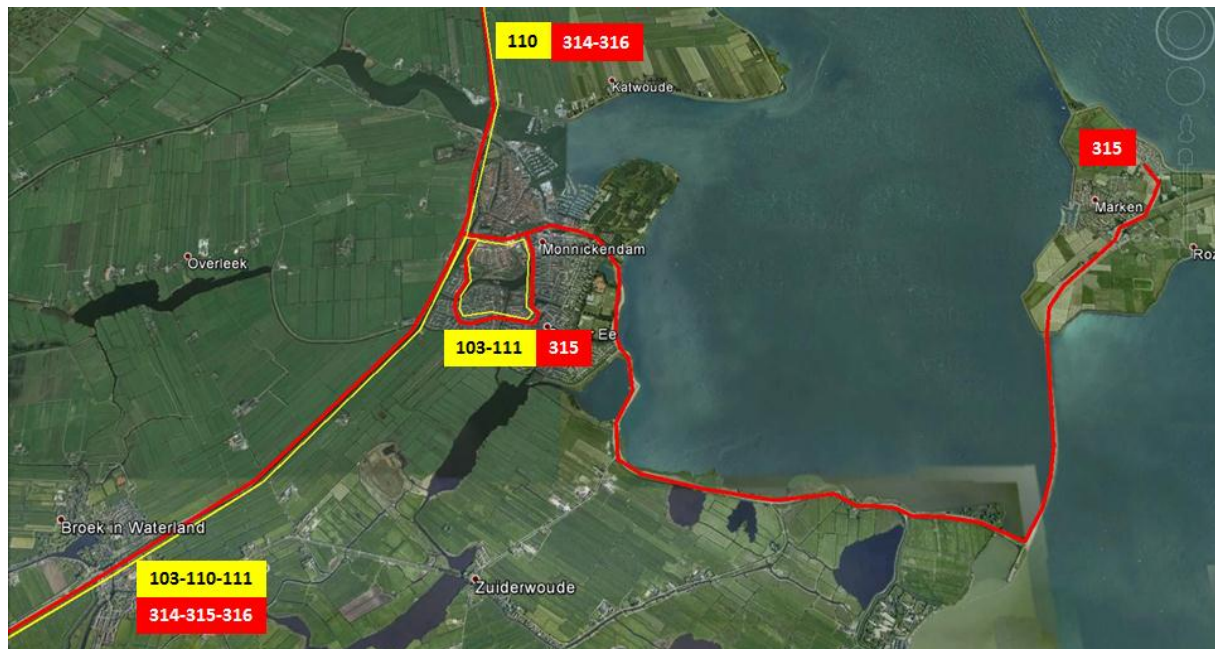 110 314-316
Katwoude
315
Marken
Roz
Overleek
Monnickendam
Ee
103-111 315
Broek in Waterland
103-110-111
314-315-316
Zuiderwoude